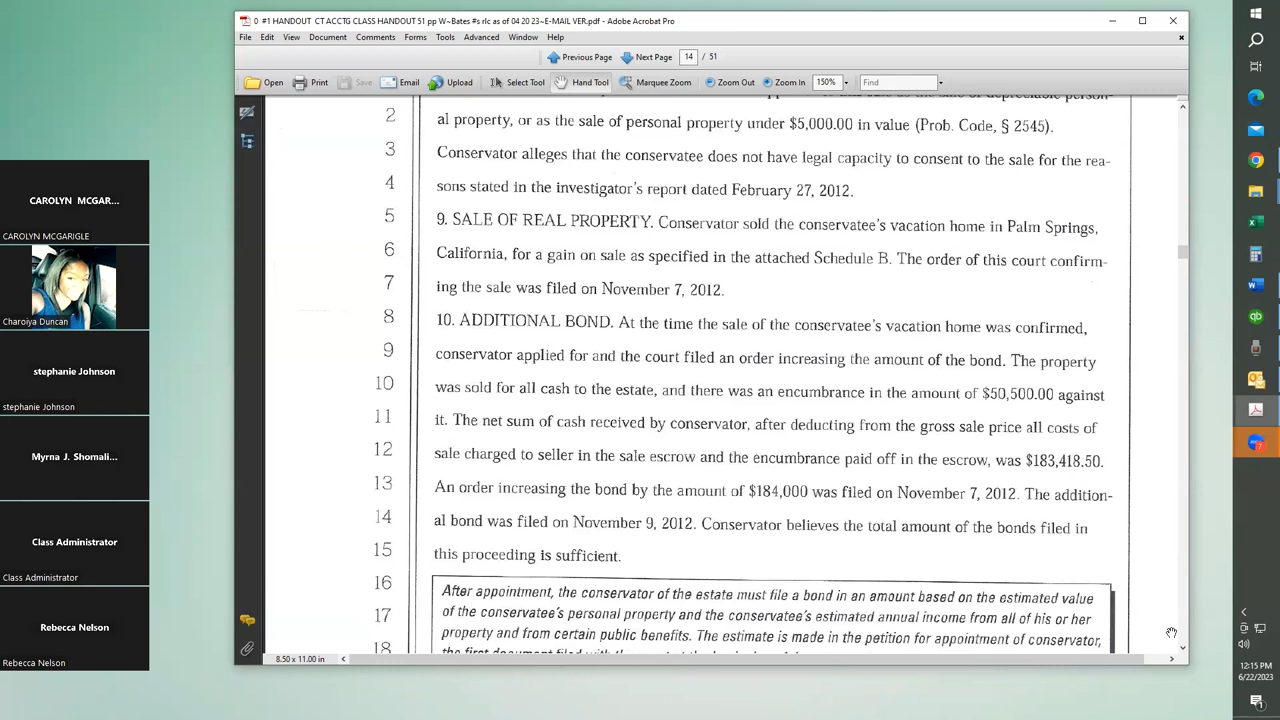 0 #1 HANDOUT CT ACCTG CLASS HANDOUT 51 pp W~Bates #s rlc as of 04 20 23~E-MAIL VER.pdf - Adobe Acrobat Pro
File Edit View Document Comments Forms Tools Advanced Window Help
Previous Page Next Page 14 / 51
Open Print Save Email Upload Select Tool Hand Tool Marquee Zoom Zoom Out Zoom In 150% Find
2 al property, or as the sale of personal property under $5,000.00 in value (Prob. Code, § 2545).
3 Conservator alleges that the conservatee does not have legal capacity to consent to the sale for the rea-
4 sons stated in the investigator's report dated February 27, 2012.
5 9. SALE OF REAL PROPERTY. Conservator sold the conservatee's vacation home in Palm Springs,
6 California, for a gain on sale as specified in the attached Schedule B. The order of this court confirm-
7 ing the sale was filed on November 7, 2012.
8 10. ADDITIONAL BOND. At the time the sale of the conservatee's vacation home was confirmed,
9 conservator applied for and the court filed an order increasing the amount of the bond. The property
10 was sold for all cash to the estate, and there was an encumbrance in the amount of $50,500.00 against
11 it. The net sum of cash received by conservator, after deducting from the gross sale price all costs of
12 sale charged to seller in the sale escrow and the encumbrance paid off in the escrow, was $183,418.50.
13 An order increasing the bond by the amount of $184,000 was filed on November 7, 2012. The addition-
14 al bond was filed on November 9, 2012. Conservator believes the total amount of the bonds filed in
15 this proceeding is sufficient.
16 After appointment, the conservator of the estate must file a bond in an amount based on the estimated value
17 of the conservatee's personal property and the conservatee's estimated annual income from all of his or her
18 property and from certain public benefits. The estimate is made in the petition for appointment of conservator,
8.50 x 11.00 in
CAROLYN MCGAR...
CAROLYN MCGARIGLE
Charoiya Duncan
stephanie Johnson
stephanie Johnson
Myrna J. Shomali...
Class Administrator
Class Administrator
Rebecca Nelson
Rebecca Nelson
12:15 PM
6/22/2023